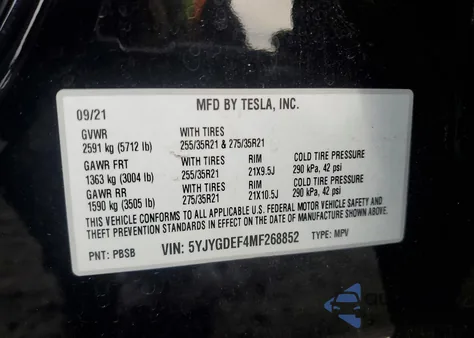 MFD BY TESLA, INC.
09/21
GVWR WITH TIRES
2591 kg (5712 lb) 255/35R21 & 275/35R21
GAWR FRT WITH TIRES RIM COLD TIRE PRESSURE
1363 kg (3004 lb) 255/35R21 21X9.5J 290 kPa, 42 psi
GAWR RR WITH TIRES RIM COLD TIRE PRESSURE
1590 kg (3505 lb) 275/35R21 21X10.5J 290 kPa, 42 psi
THIS VEHICLE CONFORMS TO ALL APPLICABLE U.S. FEDERAL MOTOR VEHICLE SAFETY AND
THEFT PREVENTION STANDARDS IN EFFECT ON THE DATE OF MANUFACTURE SHOWN ABOVE.
PNT: PBSB VIN: 5YJYGDEF4MF268852 TYPE: MPV